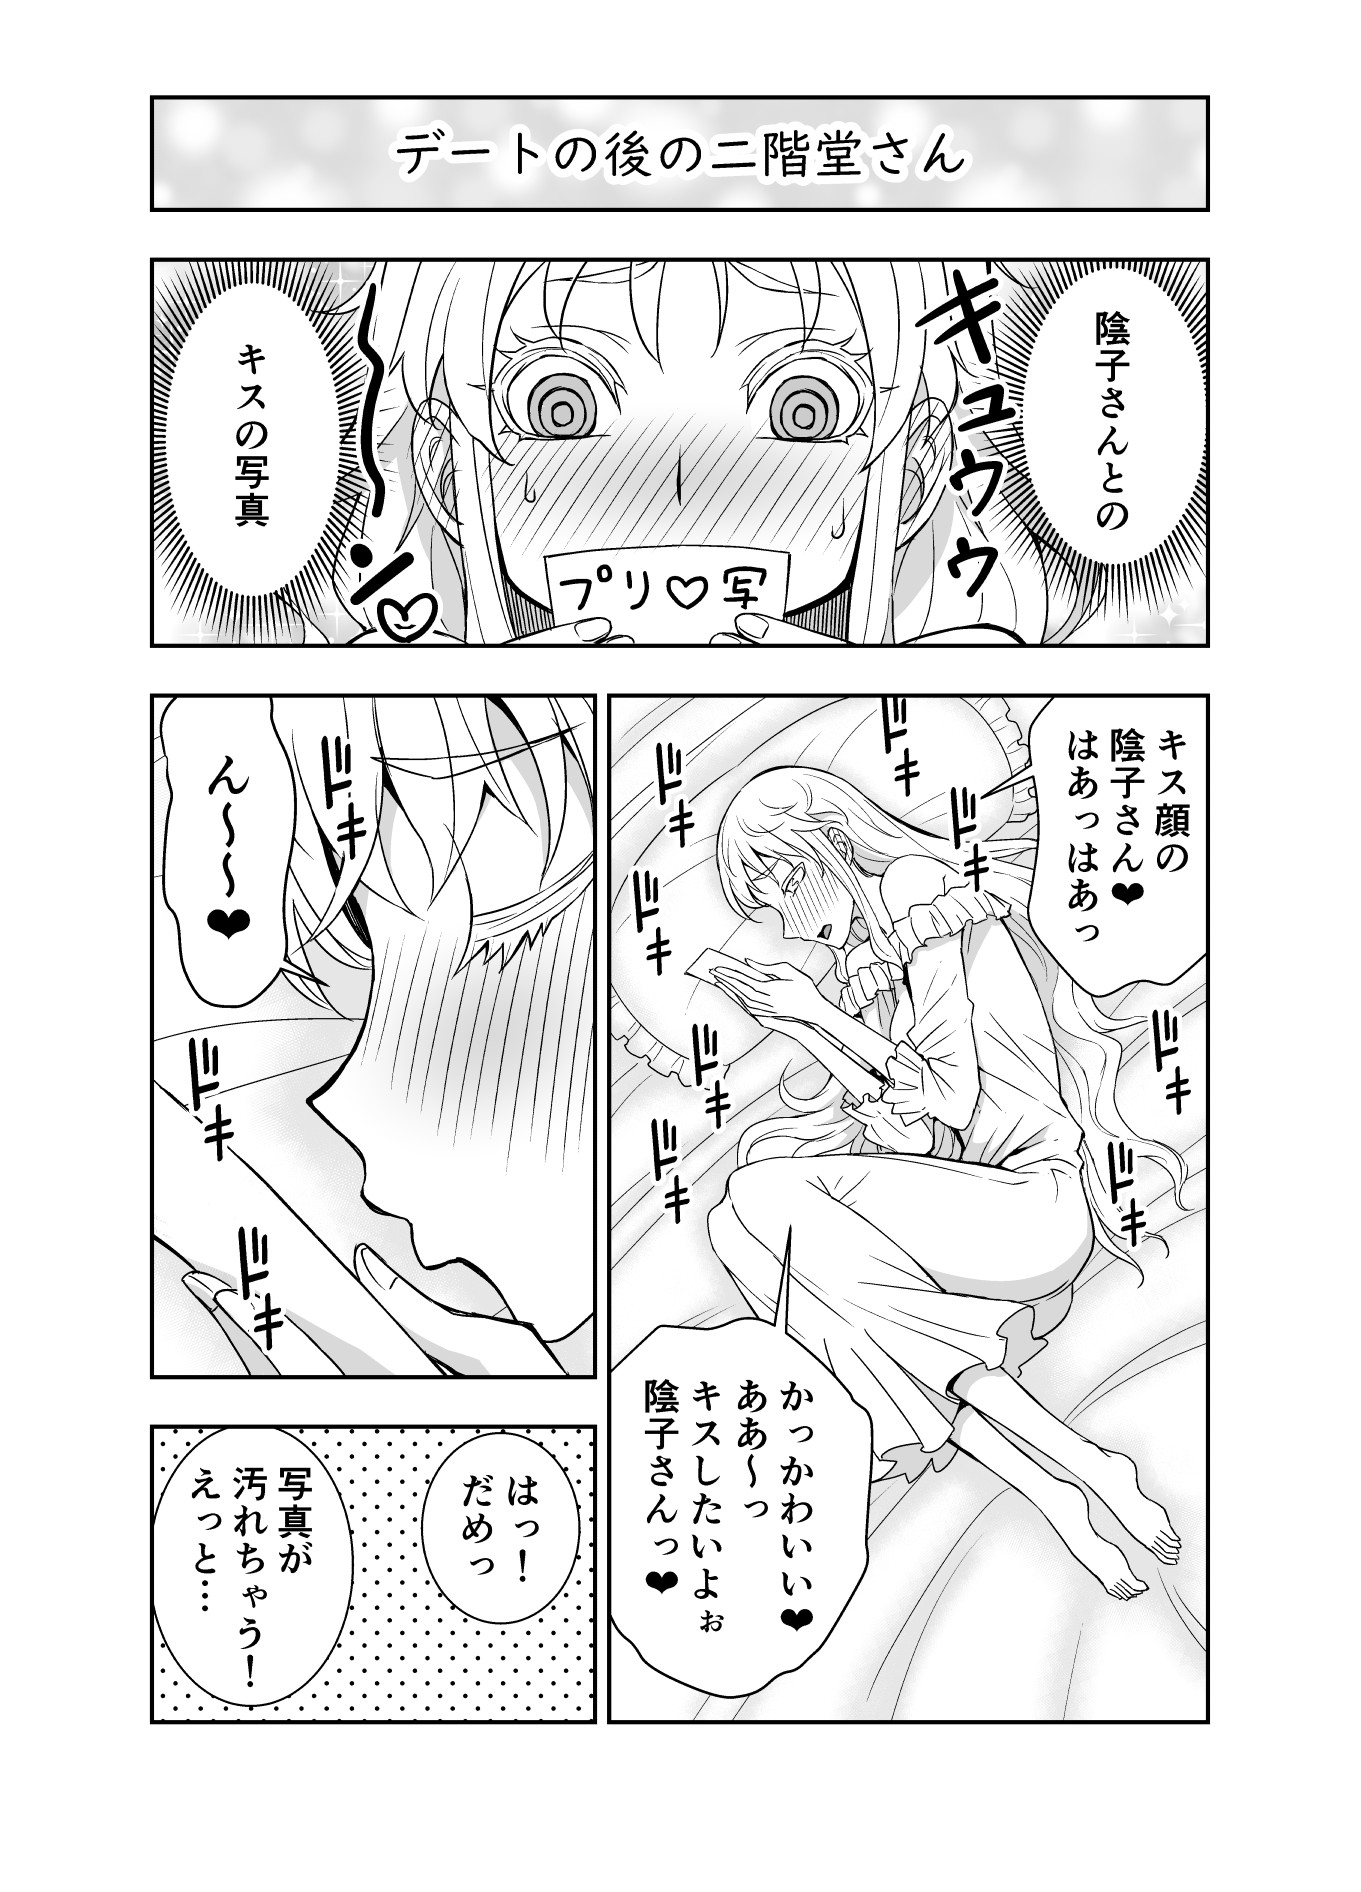 デートの後の二階堂さん
陰子さんとの
キュウウ～ン♡
プリ♡写
キスの写真
キス顔の
陰子さん♥
はあっはあっ
ドキ
ドキ
ドキ
ドキ
ドキ
ドキ
ドキ
ドキ
かっかわいい♥
ああ～っ
キスしたいよぉ
陰子さんっ♥
ドキ
ん～～♥
ドキ
ドキ
はっ！
だめっ
写真が
汚れちゃう！
えっと…